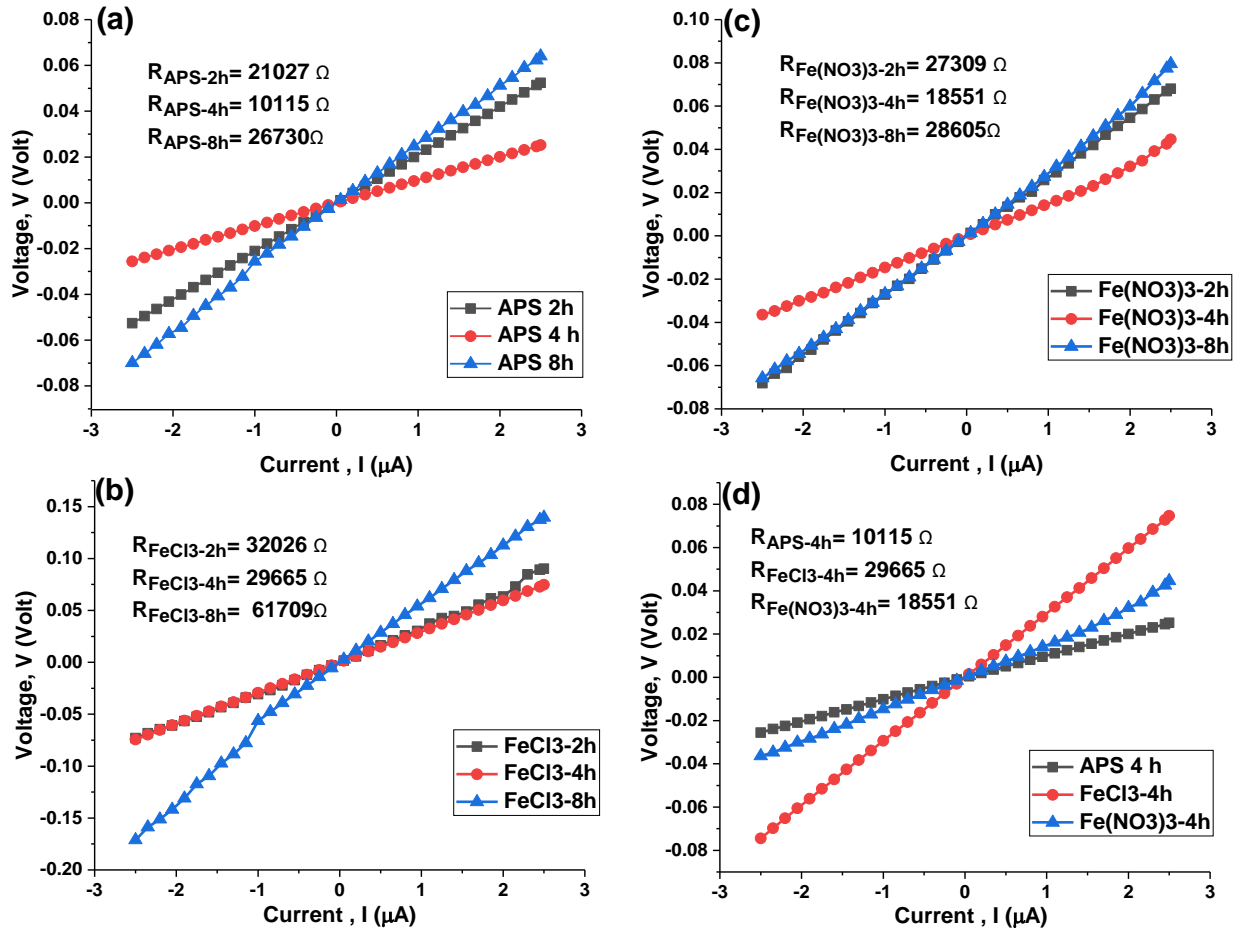 (a)
R_APS-2h= 21027 Ω
R_APS-4h= 10115 Ω
R_APS-8h= 26730Ω
APS 2h
APS 4 h
APS 8h
Voltage, V (Volt)
0.08
0.06
0.04
0.02
0.00
-0.02
-0.04
-0.06
-0.08
-3 -2 -1 0 1 2 3
Current , I (μA)
(c)
R_Fe(NO3)3-2h= 27309 Ω
R_Fe(NO3)3-4h= 18551 Ω
R_Fe(NO3)3-8h= 28605Ω
Fe(NO3)3-2h
Fe(NO3)3-4h
Fe(NO3)3-8h
Voltage, V (Volt)
0.10
0.08
0.06
0.04
0.02
0.00
-0.02
-0.04
-0.06
-0.08
-3 -2 -1 0 1 2 3
Current , I (μA)
(b)
R_FeCl3-2h= 32026 Ω
R_FeCl3-4h= 29665 Ω
R_FeCl3-8h= 61709Ω
FeCl3-2h
FeCl3-4h
FeCl3-8h
Voltage, V (Volt)
0.15
0.10
0.05
0.00
-0.05
-0.10
-0.15
-0.20
-3 -2 -1 0 1 2 3
Current , I (μA)
(d)
R_APS-4h= 10115 Ω
R_FeCl3-4h= 29665 Ω
R_Fe(NO3)3-4h= 18551 Ω
APS 4 h
FeCl3-4h
Fe(NO3)3-4h
Voltage, V (Volt)
0.08
0.06
0.04
0.02
0.00
-0.02
-0.04
-0.06
-0.08
-3 -2 -1 0 1 2 3
Current , I (μA)